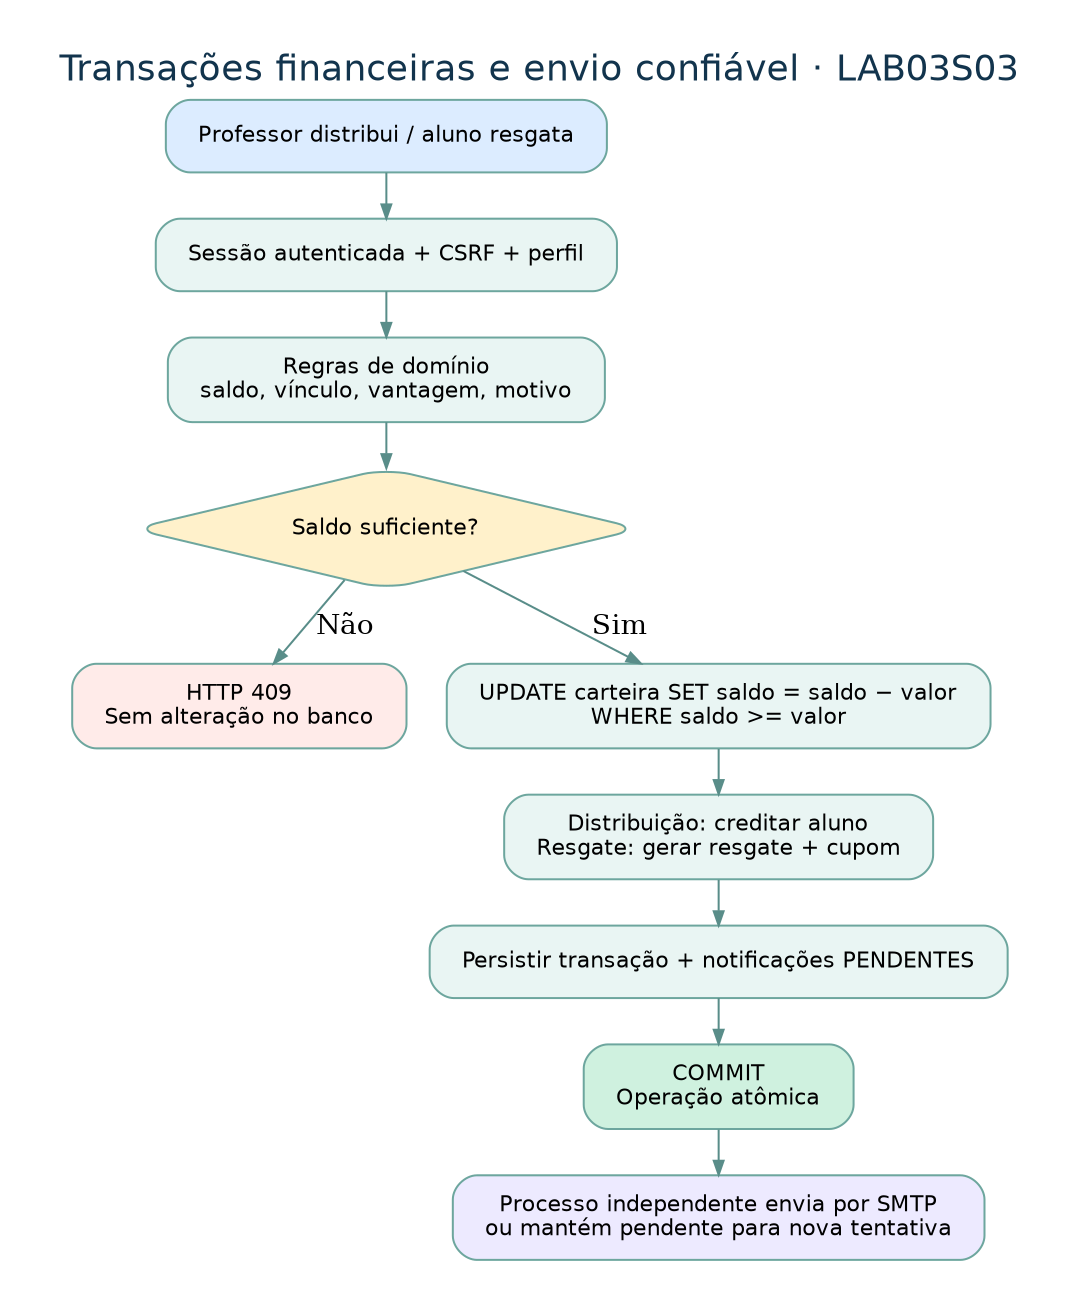 Transações financeiras e envio confiável · LAB03S03
Professor distribui / aluno resgata
Sessão autenticada + CSRF + perfil
Regras de domínio
saldo, vínculo, vantagem, motivo
Saldo suficiente?
Não
Sim
HTTP 409
Sem alteração no banco
UPDATE carteira SET saldo = saldo − valor
WHERE saldo >= valor
Distribuição: creditar aluno
Resgate: gerar resgate + cupom
Persistir transação + notificações PENDENTES
COMMIT
Operação atômica
Processo independente envia por SMTP
ou mantém pendente para nova tentativa